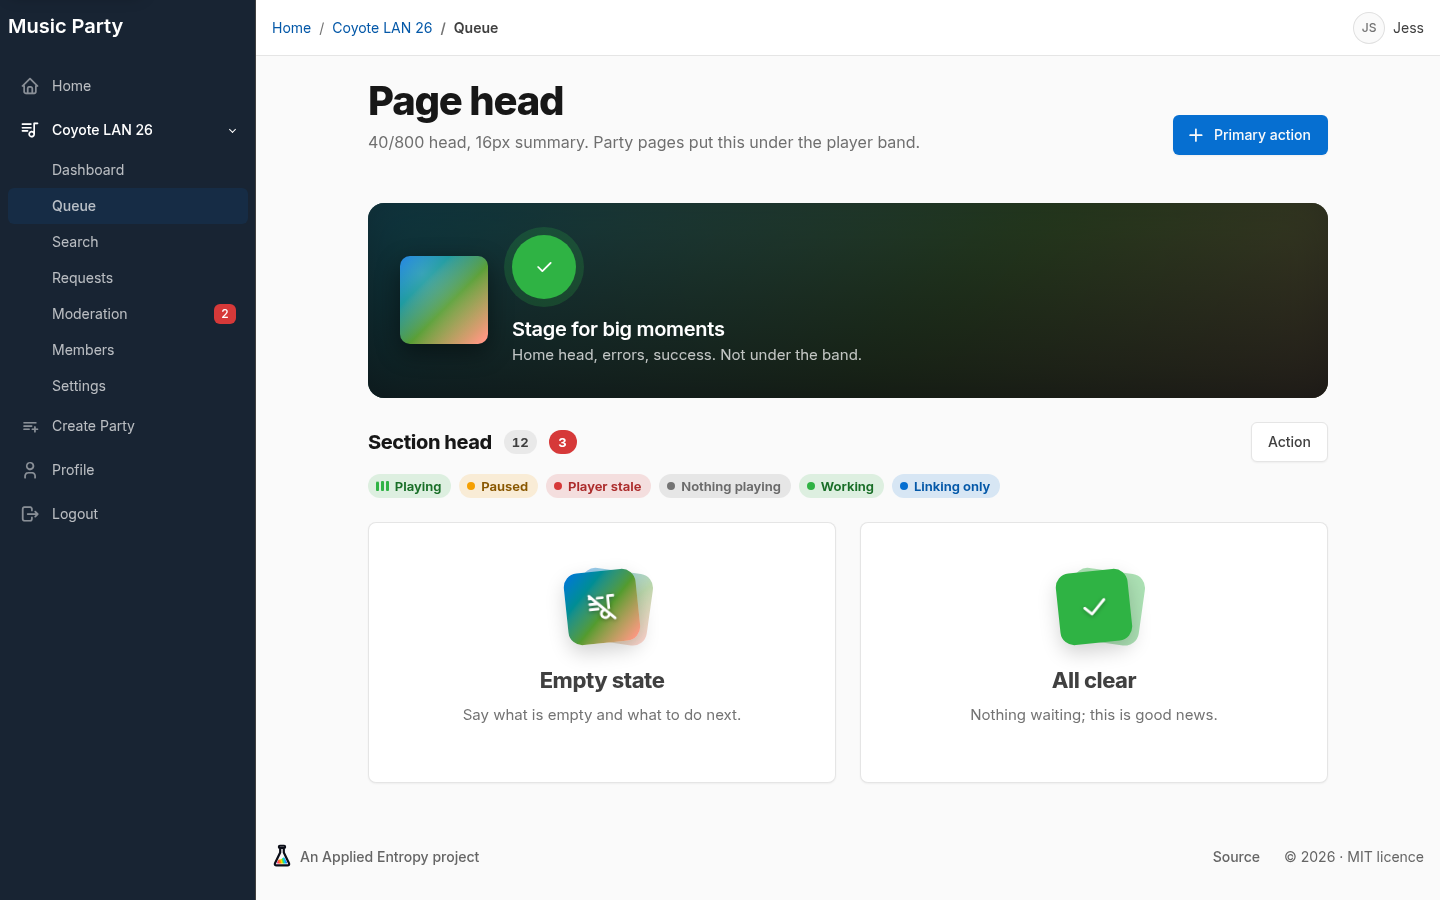 Music Party
Home / Coyote LAN 26 / Queue
JS Jess
Home
Coyote LAN 26
Dashboard
Queue
Search
Requests
Moderation 2
Members
Settings
Create Party
Profile
Logout
Page head
40/800 head, 16px summary. Party pages put this under the player band.
Primary action
Stage for big moments
Home head, errors, success. Not under the band.
Section head 12 3
Action
Playing Paused Player stale Nothing playing Working Linking only
Empty state
Say what is empty and what to do next.
All clear
Nothing waiting; this is good news.
An Applied Entropy project
Source © 2026 · MIT licence